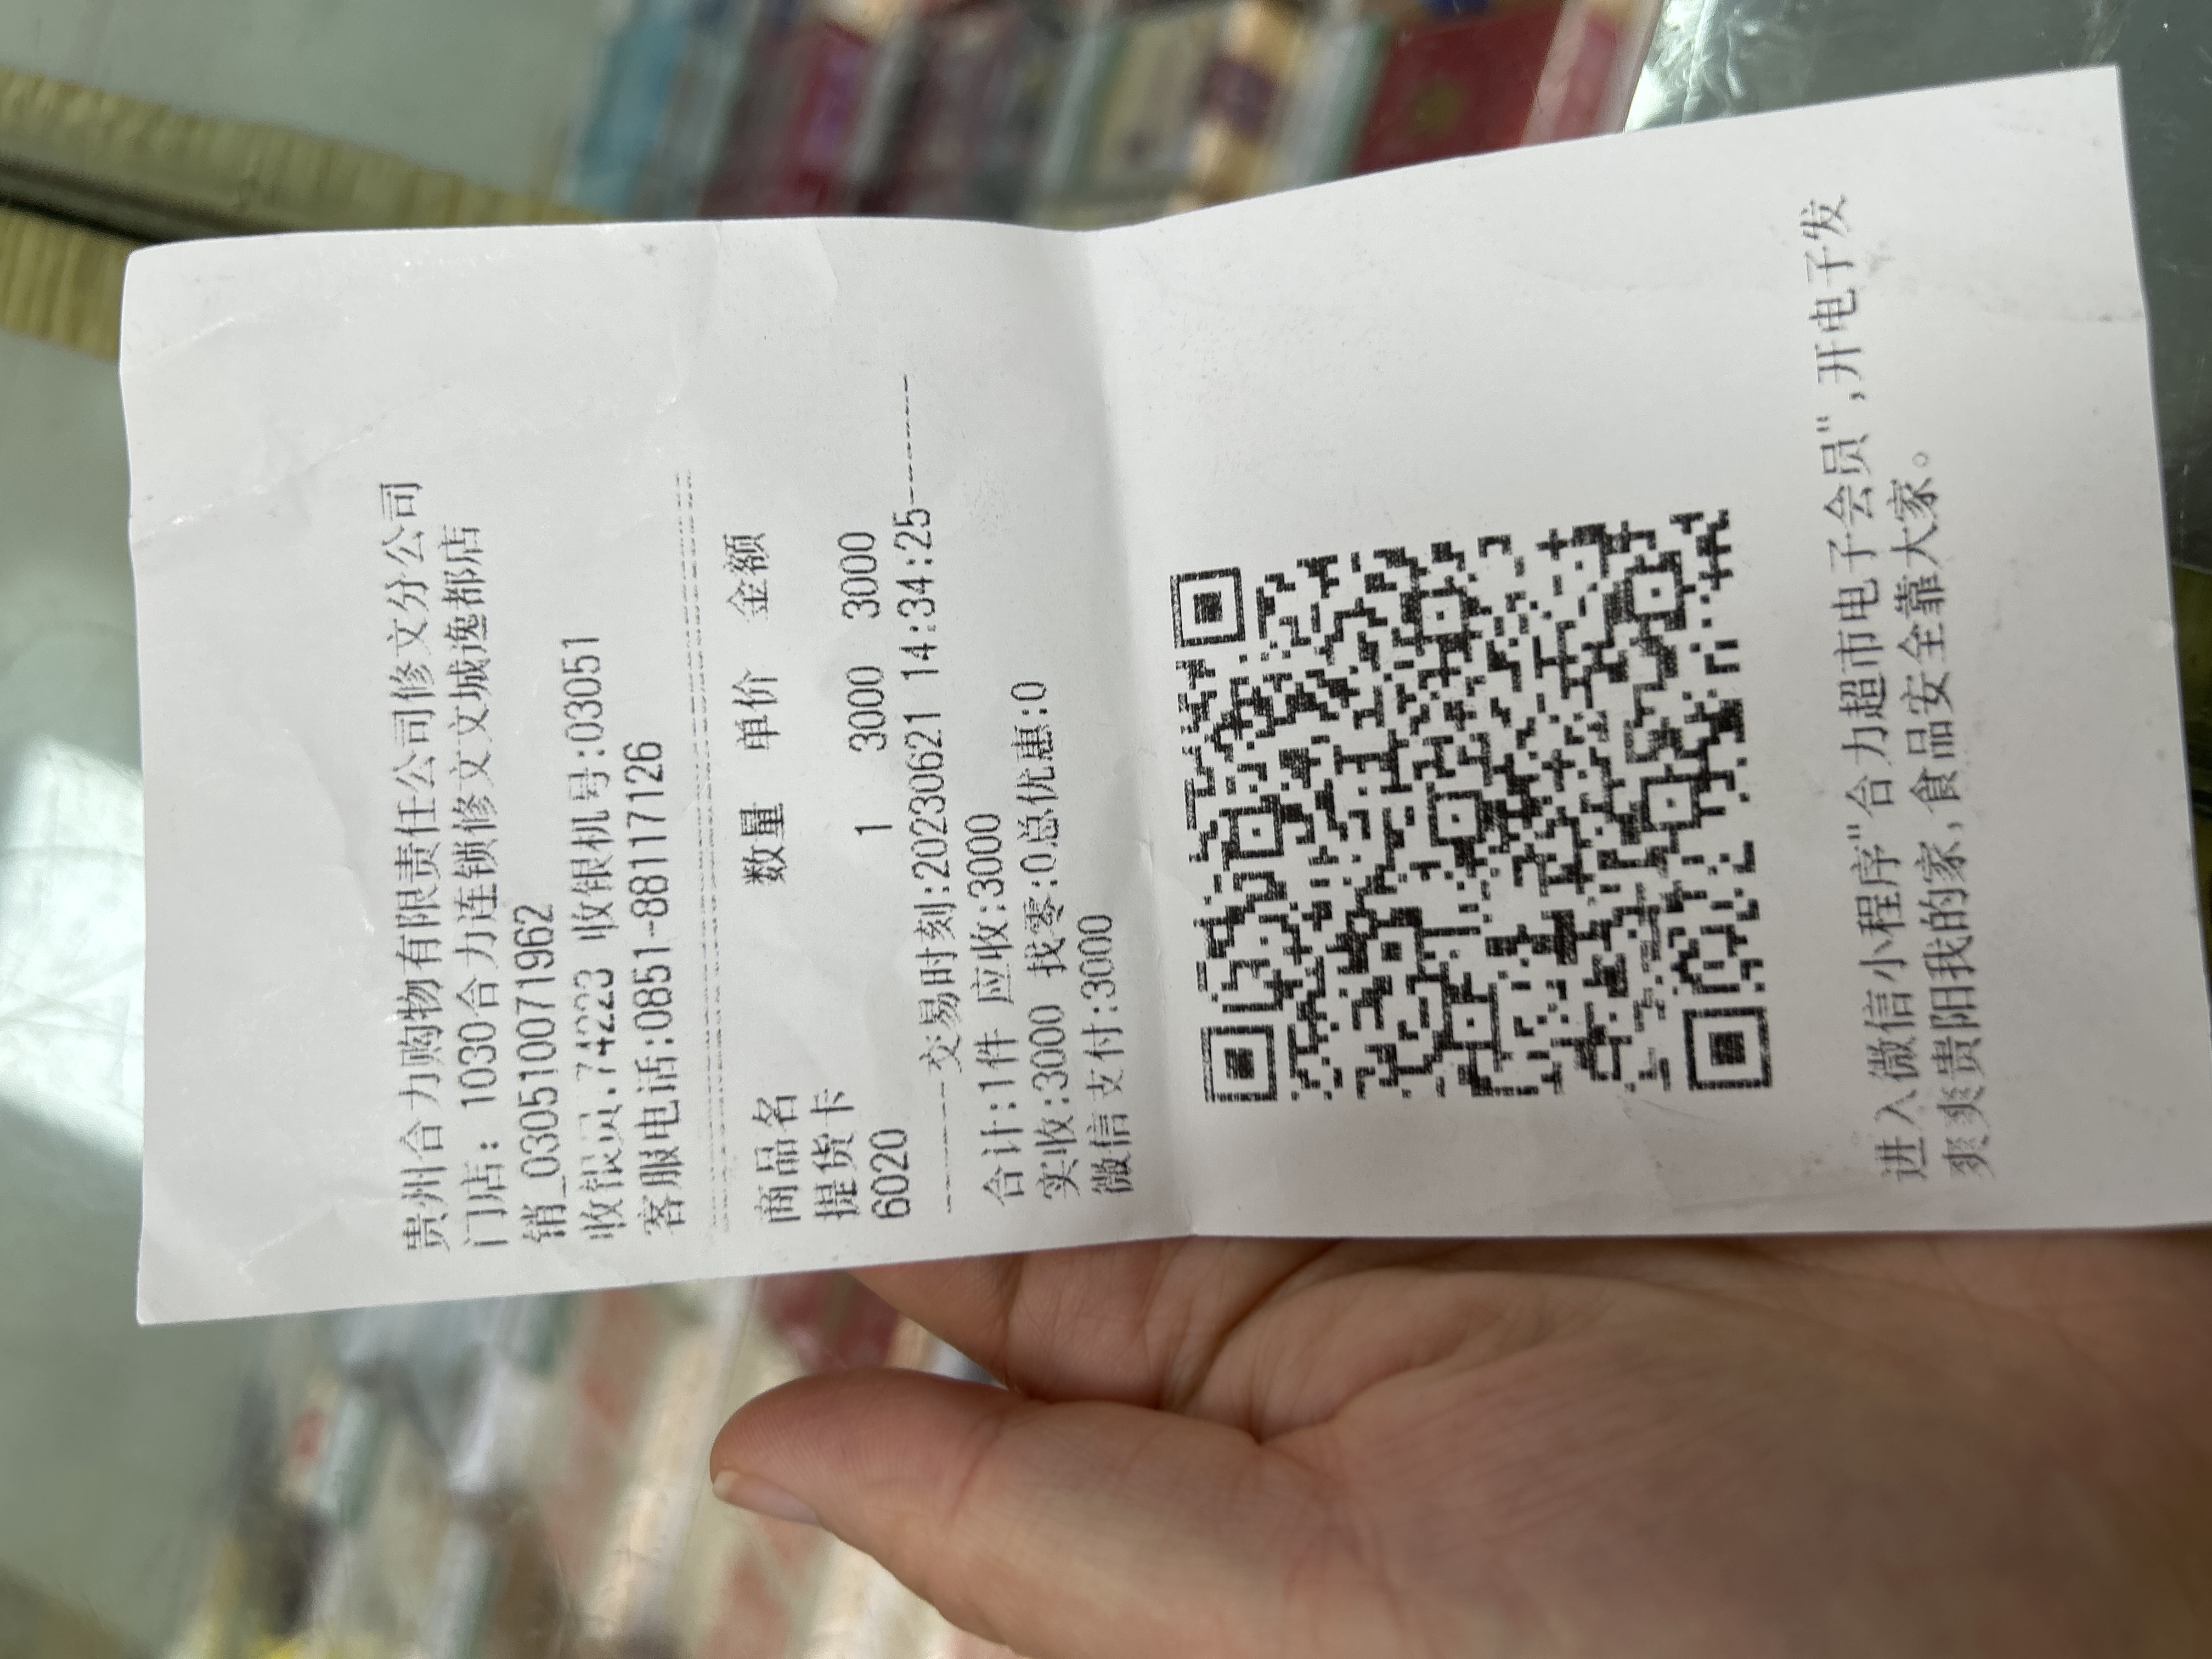 贵州合力购物有限责任公司修文分公司
门店：1030合力连锁修文文城逸都店
销_030510071962
收银员:74223 收银机号:03051
客服电话:0851-88117126
商品名 数量 单价 金额
提货卡
6020 1 3000 3000
--------交易时刻:20230621 14:34:25--------
合计:1件 应收:3000
实收:3000 找零:0总优惠:0
微信支付:3000
进入微信小程序"合力超市电子会员",开电子发
爽爽贵阳我的家,食品安全靠大家。